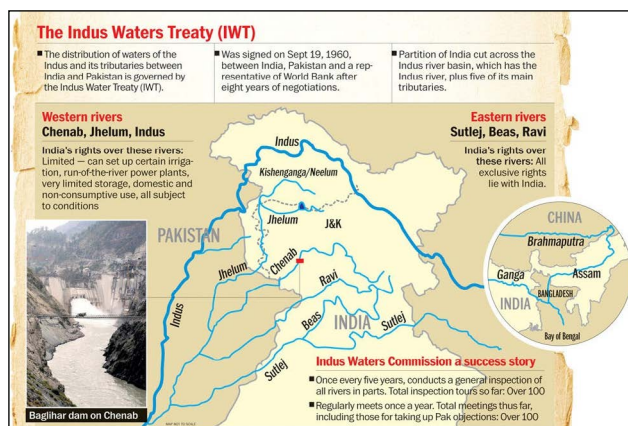 The Indus Waters Treaty (IWT)
■ The distribution of waters of the
Indus and its tributaries between
India and Pakistan is governed by
the Indus Water Treaty (IWT).
■ Was signed on Sept 19, 1960,
between India, Pakistan and a rep-
resentative of World Bank after
eight years of negotiations.
■ Partition of India cut across the
Indus river basin, which has the
Indus river, plus five of its main
tributaries.
Western rivers
Chenab, Jhelum, Indus
India's rights over these rivers:
Limited — can set up certain irriga-
tion, run-of-the-river power plants,
very limited storage, domestic and
non-consumptive use, all subject
to conditions
Eastern rivers
Sutlej, Beas, Ravi
India's rights over
these rivers: All
exclusive rights
lie with India.
Indus
Kishenganga/Neelum
Jhelum
J&K
PAKISTAN
Chenab
Jhelum
Ravi
Indus
Beas
INDIA
Sutlej
Sutlej
CHINA
Brahmaputra
Ganga
Assam
BANGLADESH
INDIA
Bay of Bengal
Baglihar dam on Chenab
MAP NOT TO SCALE
Indus Waters Commission a success story
■ Once every five years, conducts a general inspection
of all rivers in parts. Total inspection tours so far: Over 100
■ Regularly meets once a year. Total meetings thus far,
including those for taking up Pak objections: Over 100